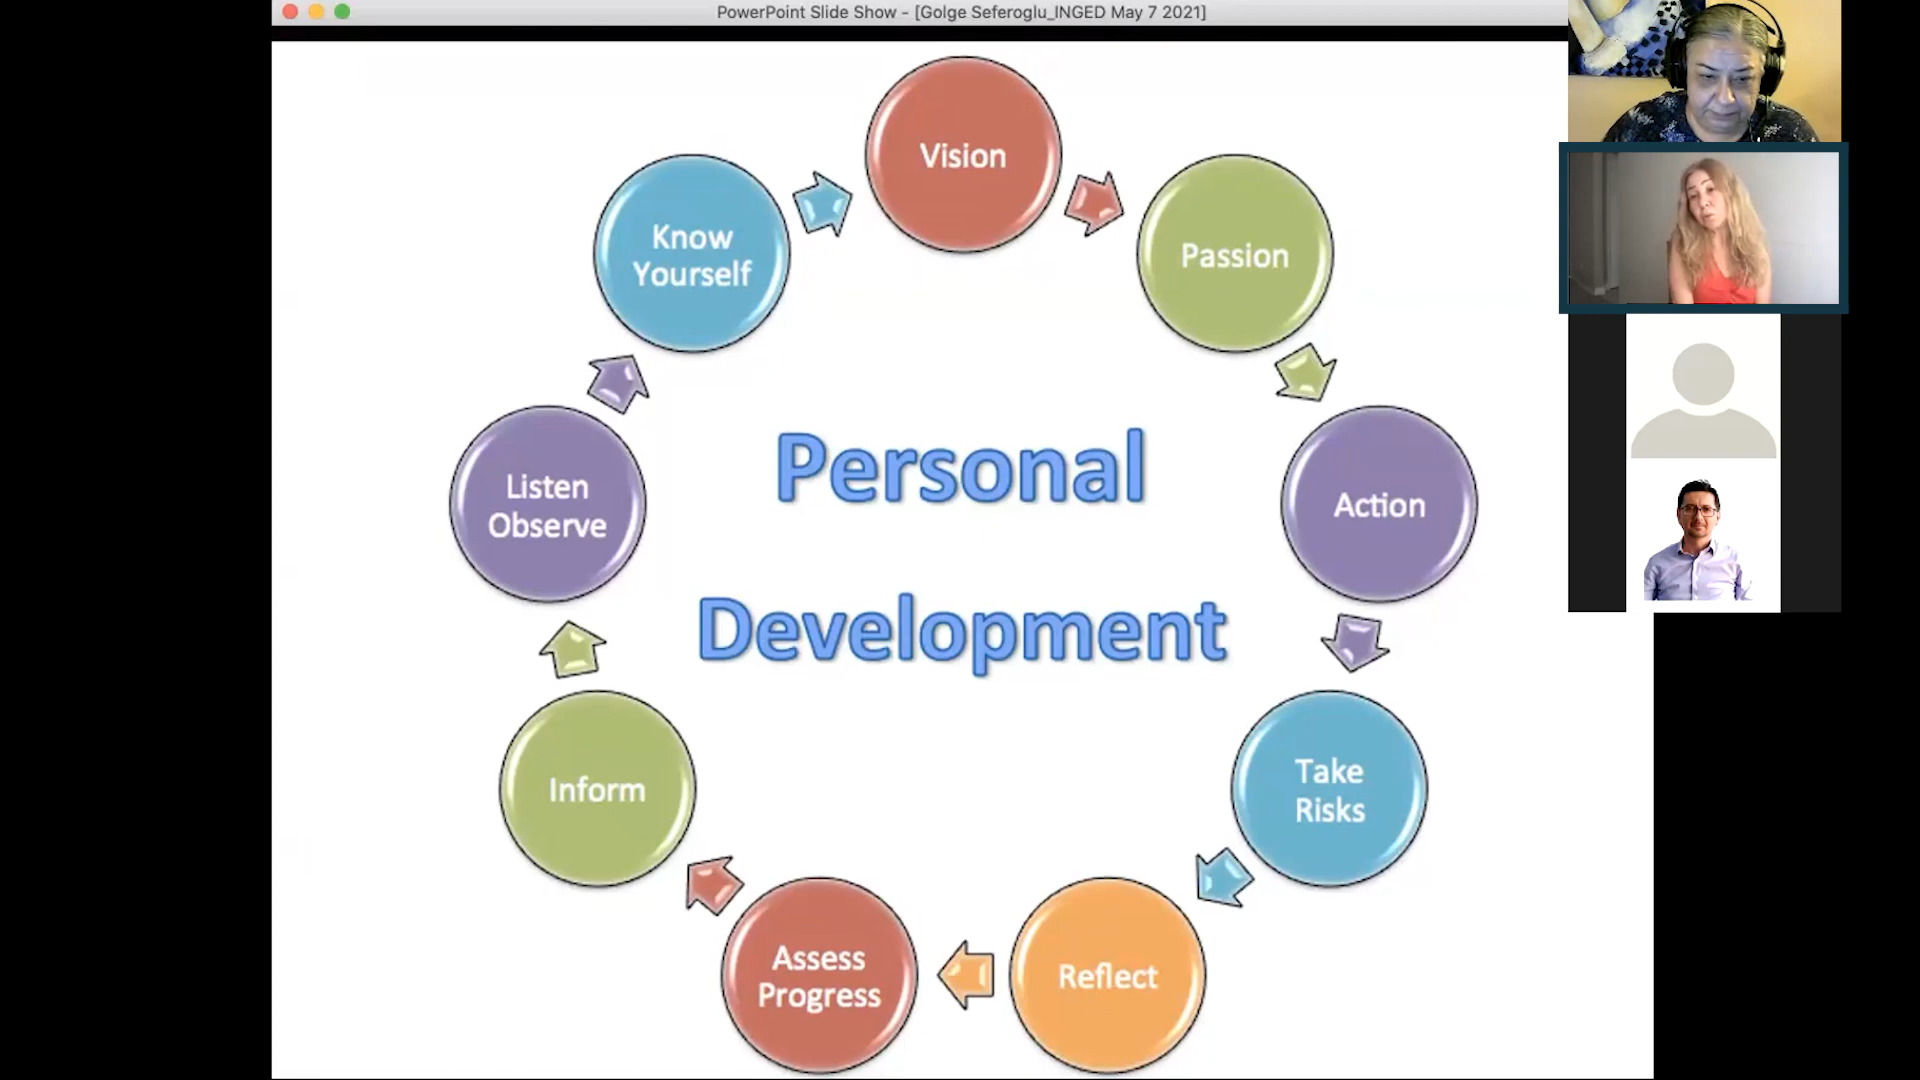 PowerPoint Slide Show - [Golge Seferoglu_INGED May 7 2021]
Vision
Passion
Action
Take
Risks
Reflect
Assess
Progress
Inform
Listen
Observe
Know
Yourself
Personal
Development